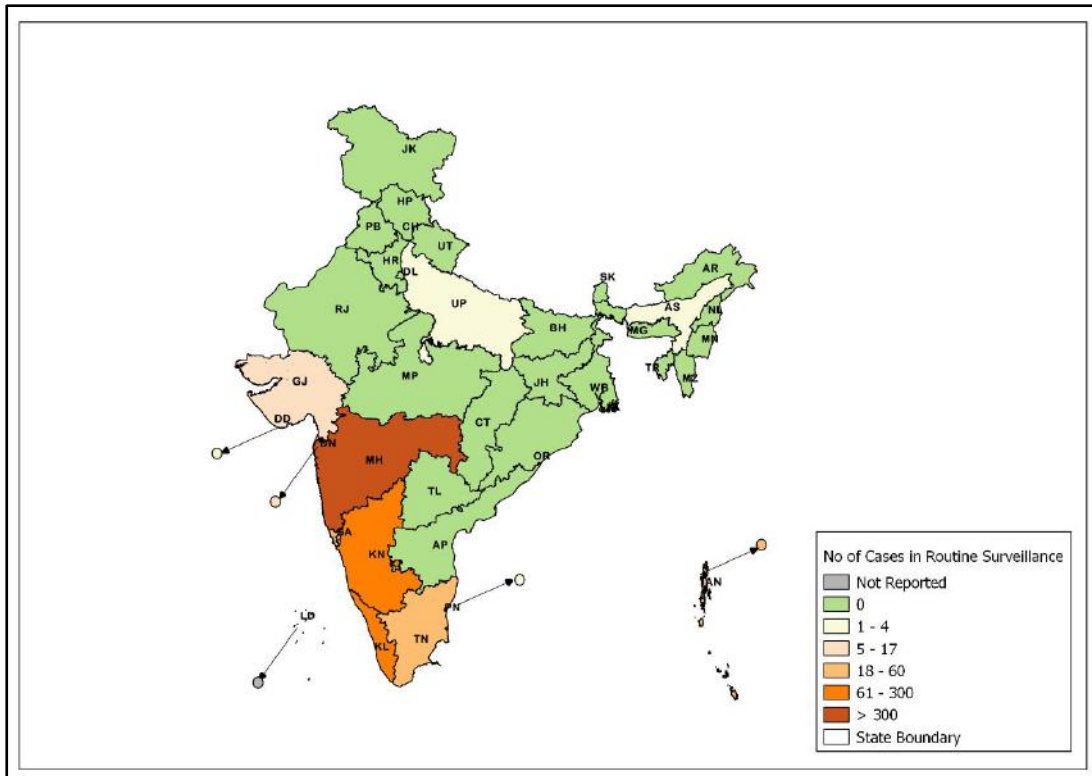 JK
HP
PB
CH
UT
HR
DL
AR
SK
RJ
UP
AS
NL
BH
MG
MN
GJ
MP
JH
TR
MZ
WB
DD
CT
DN
MH
OR
TL
GA
AP
KN
AN
PN
LD
TN
KL
No of Cases in Routine Surveillance
Not Reported
0
1 - 4
5 - 17
18 - 60
61 - 300
> 300
State Boundary